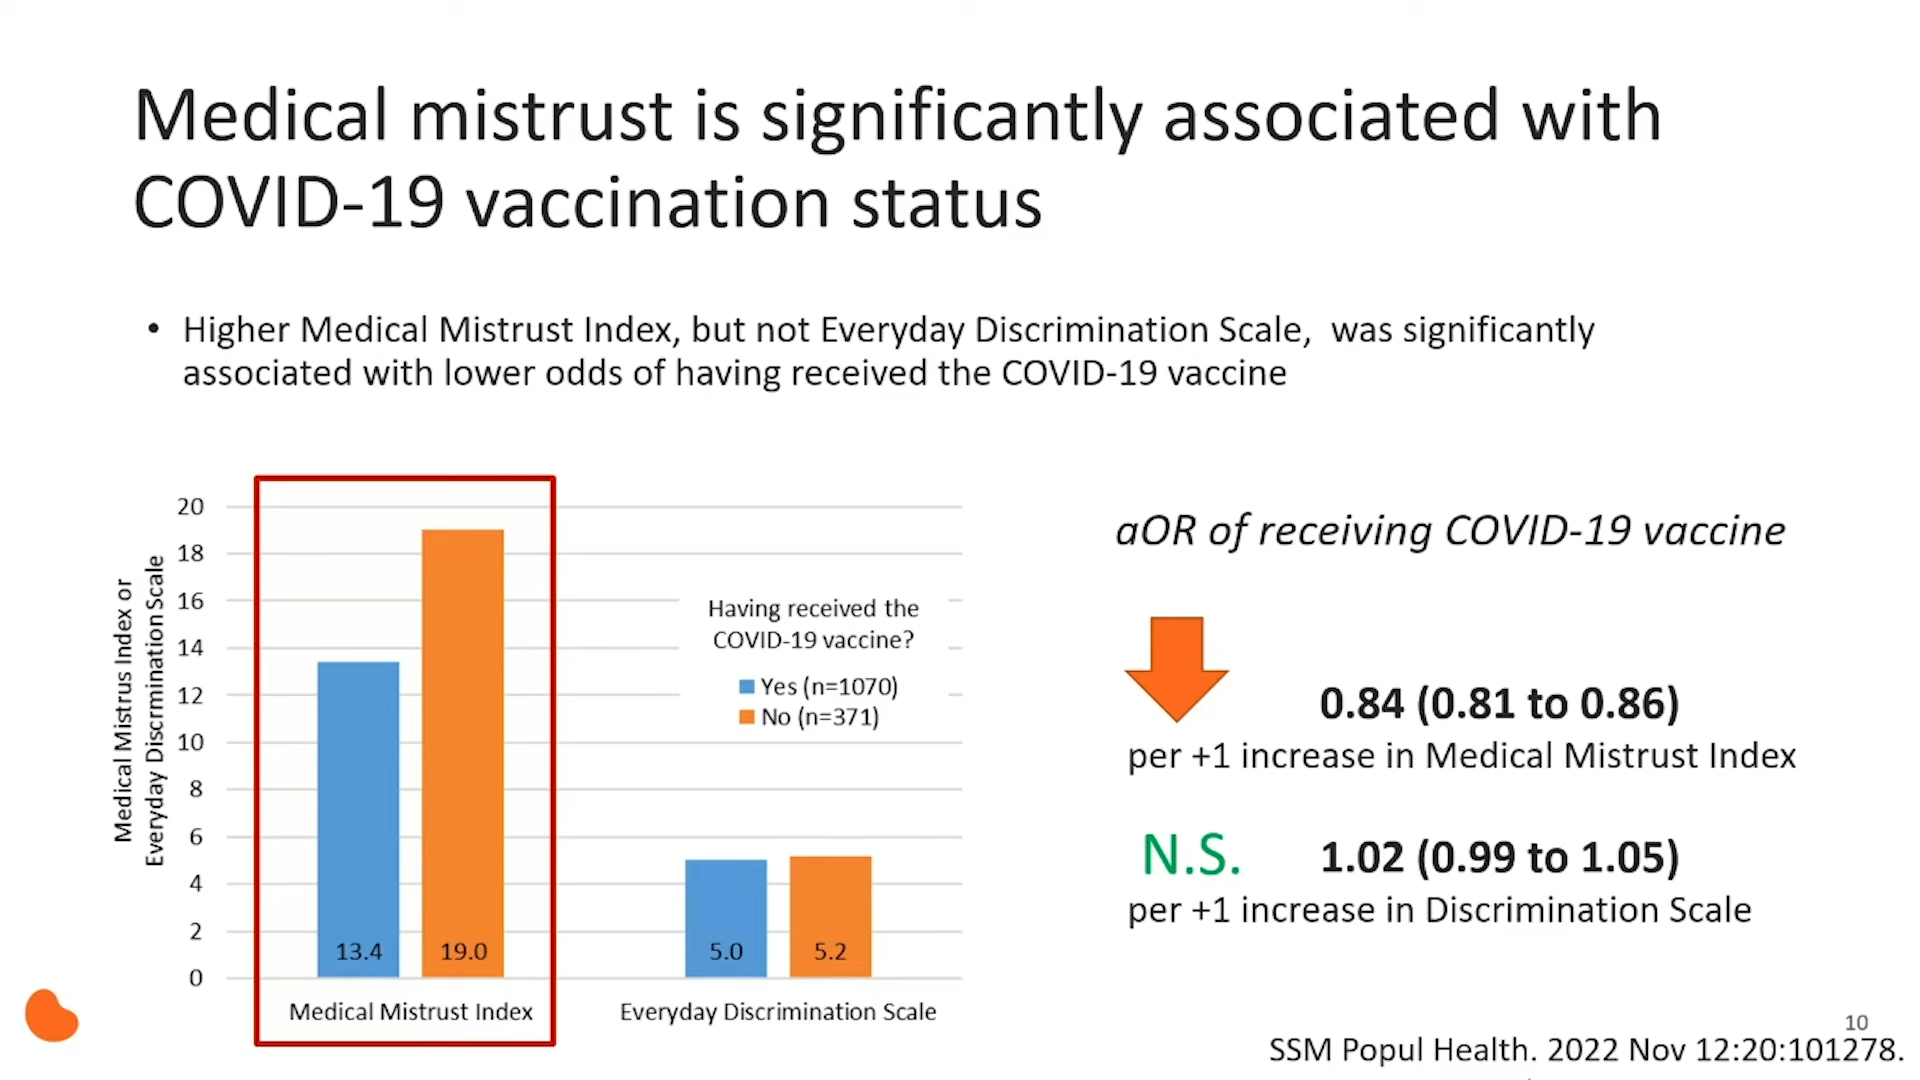 Medical mistrust is significantly associated with
COVID-19 vaccination status
• Higher Medical Mistrust Index, but not Everyday Discrimination Scale, was significantly
associated with lower odds of having received the COVID-19 vaccine
Medical Mistrus Index or
Everyday Discrmination Scale
20
18
16
14
12
10
8
6
4
2
0
Having received the
COVID-19 vaccine?
Yes (n=1070)
No (n=371)
13.4
19.0
5.0
5.2
Medical Mistrust Index
Everyday Discrimination Scale
aOR of receiving COVID-19 vaccine
0.84 (0.81 to 0.86)
per +1 increase in Medical Mistrust Index
N.S. 1.02 (0.99 to 1.05)
per +1 increase in Discrimination Scale
10
SSM Popul Health. 2022 Nov 12:20:101278.